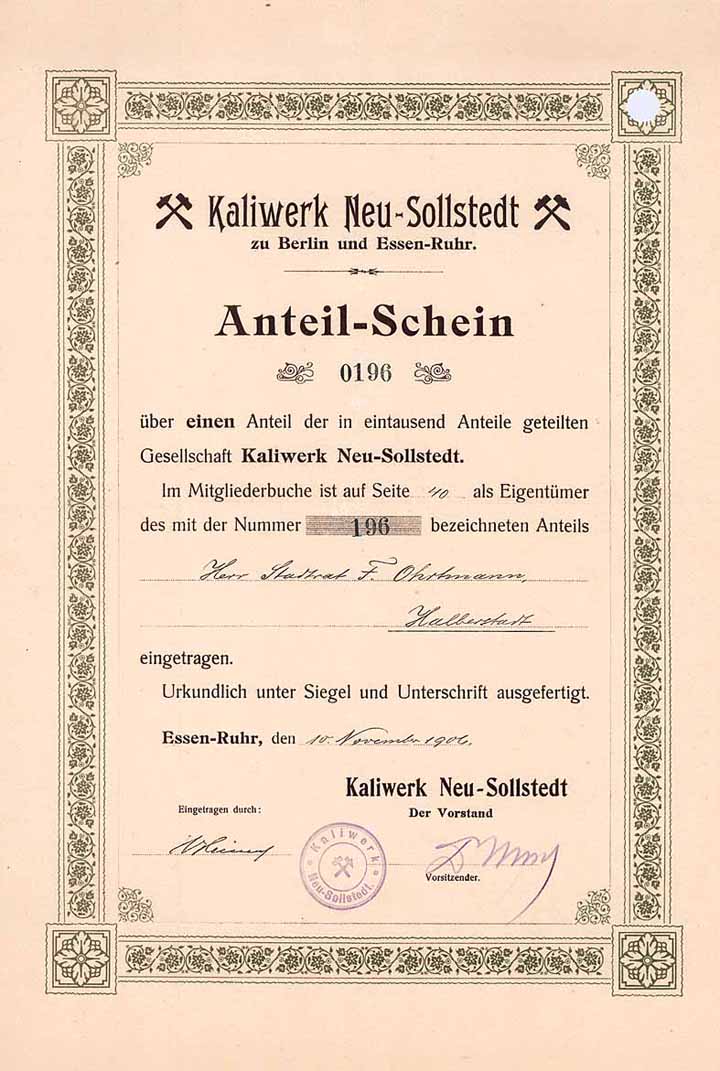 Kaliwerk Neu-Sollstedt
zu Berlin und Essen-Ruhr.
Anteil-Schein
0196
über einen Anteil der in eintausend Anteile geteilten
Gesellschaft Kaliwerk Neu-Sollstedt.
Im Mitgliederbuche ist auf Seite 40 als Eigentümer
des mit der Nummer 196 bezeichneten Anteils
Herr Stadtrat F. Ohrtmann,
Halberstadt
eingetragen.
Urkundlich unter Siegel und Unterschrift ausgefertigt.
Essen-Ruhr, den 10. November 1906.
Kaliwerk Neu-Sollstedt
Der Vorstand
Eingetragen durch:
Kaliwerk
Neu-Sollstedt.
Vorsitzender.